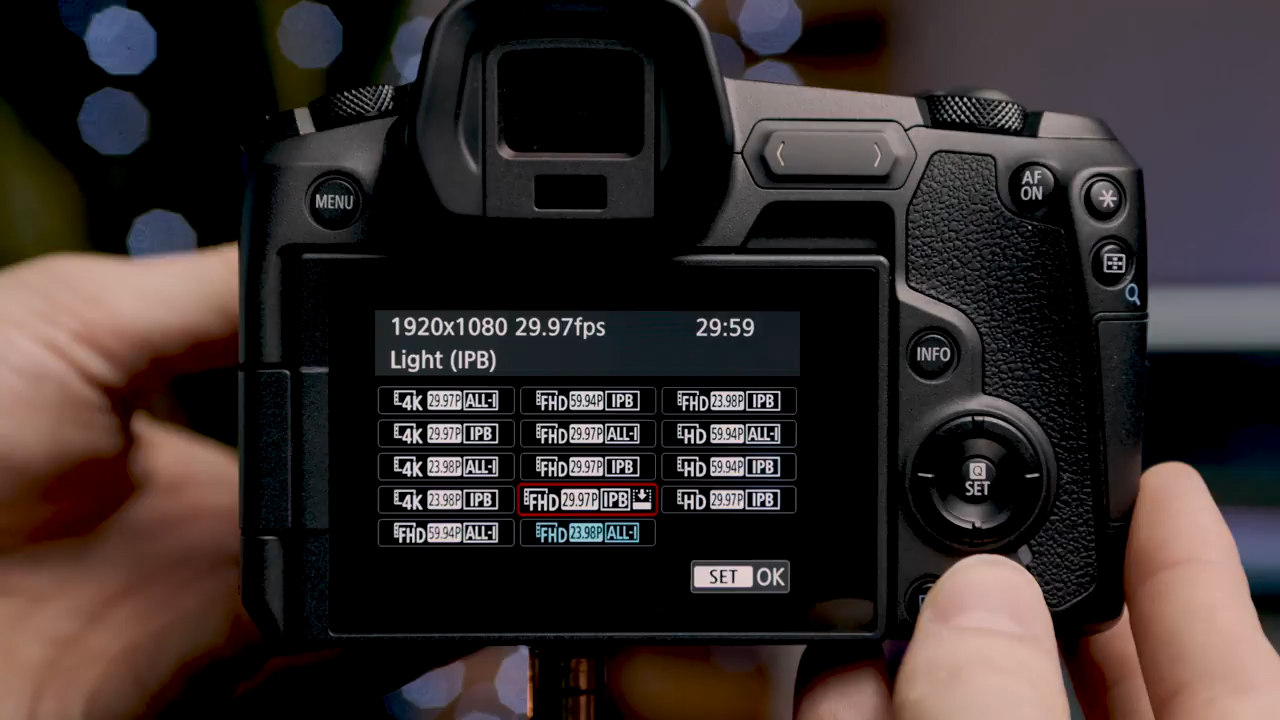 MENU
AF
ON
1920x1080 29.97fps 29:59
Light (IPB)
INFO
4K 29.97P ALL-I FHD 59.94P IPB FHD 23.98P IPB
4K 29.97P IPB FHD 29.97P ALL-I HD 59.94P ALL-I
4K 23.98P ALL-I FHD 29.97P IPB HD 59.94P IPB
4K 23.98P IPB FHD 29.97P IPB HD 29.97P IPB
FHD 59.94P ALL-I FHD 23.98P ALL-I
Q
SET
SET OK